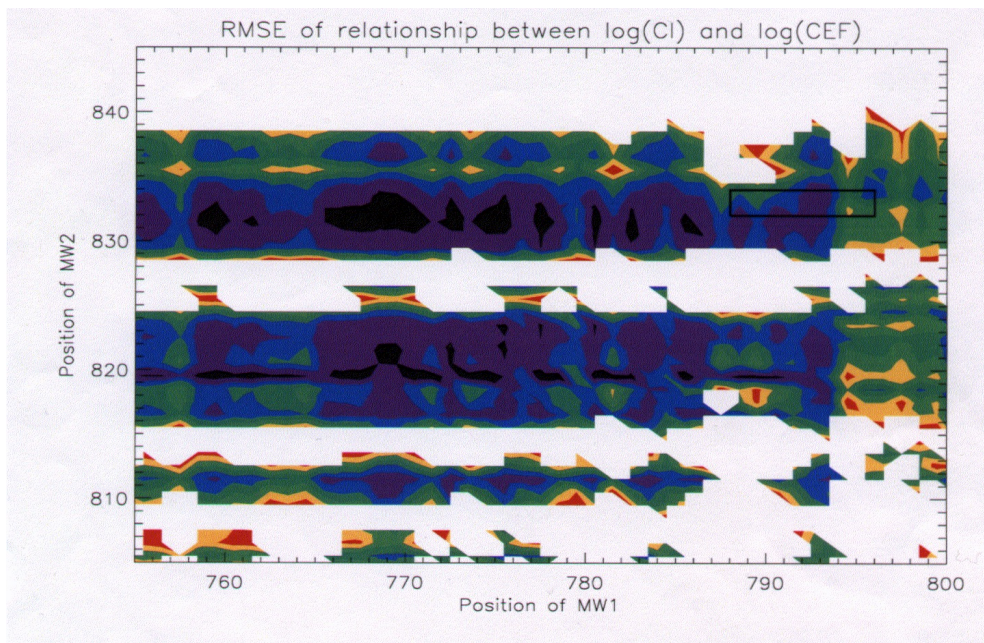 RMSE of relationship between log(CI) and log(CEF)
840
830
820
810
Position of MW2
760 770 780 790 800
Position of MW1